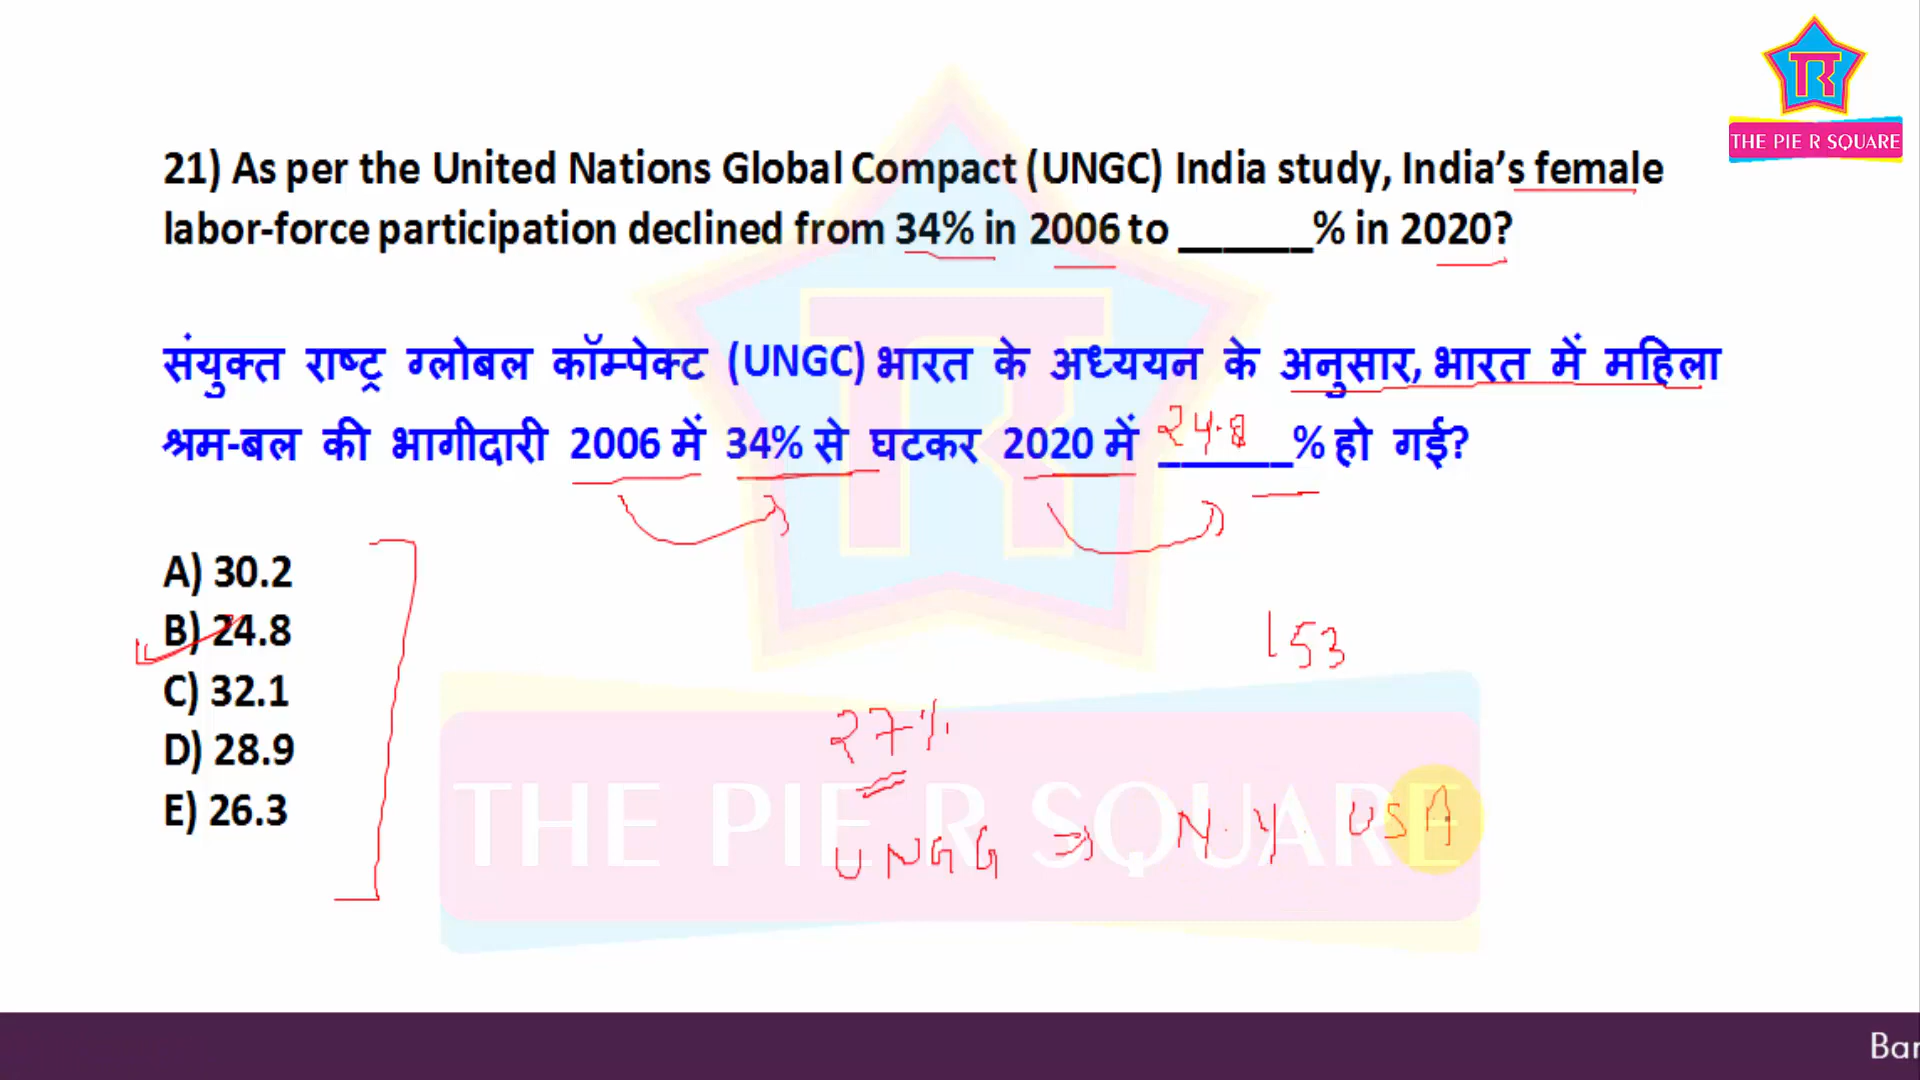 THE PIE R SQUARE
21) As per the United Nations Global Compact (UNGC) India study, India’s female
labor-force participation declined from 34% in 2006 to ______% in 2020?
संयुक्त राष्ट्र ग्लोबल कॉम्पेक्ट (UNGC) भारत के अध्ययन के अनुसार, भारत में महिला
श्रम-बल की भागीदारी 2006 में 34% से घटकर 2020 में 24.8 ______% हो गई?
A) 30.2
B) 24.8
C) 32.1
D) 28.9
E) 26.3
153
27%
THE PIE R SQUARE
N.Y. USA
Bar